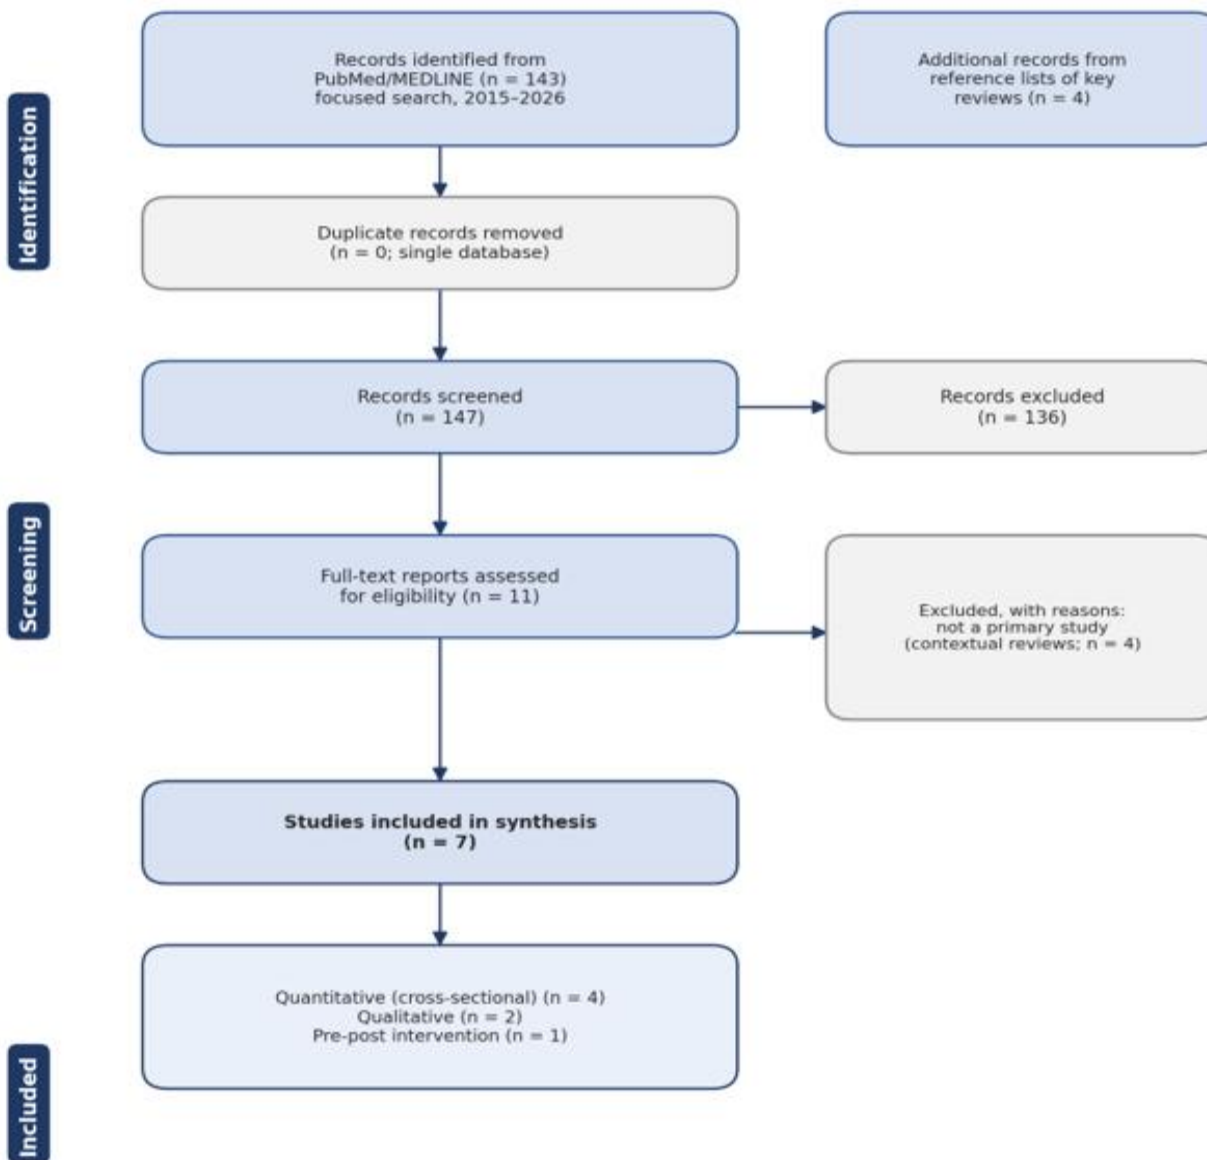 Identification
Records identified from
PubMed/MEDLINE (n = 143)
focused search, 2015–2026
Additional records from
reference lists of key
reviews (n = 4)
Duplicate records removed
(n = 0; single database)
Screening
Records screened
(n = 147)
Records excluded
(n = 136)
Full-text reports assessed
for eligibility (n = 11)
Excluded, with reasons:
not a primary study
(contextual reviews; n = 4)
Included
Studies included in synthesis
(n = 7)
Quantitative (cross-sectional) (n = 4)
Qualitative (n = 2)
Pre-post intervention (n = 1)